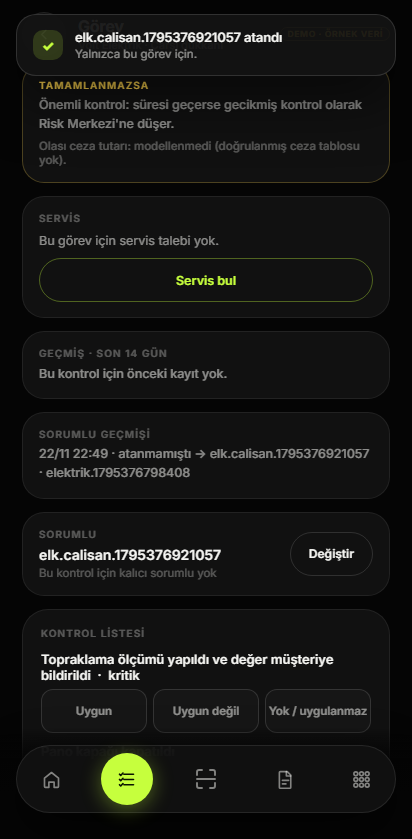 Görev
DEMO · ÖRNEK VERİ
elk.calisan.1795376921057 atandı
Yalnızca bu görev için.
TAMAMLANMAZSA
Önemli kontrol: süresi geçerse gecikmiş kontrol olarak
Risk Merkezi'ne düşer.
Olası ceza tutarı: modellenmedi (doğrulanmış ceza tablosu
yok).
SERVİS
Bu görev için servis talebi yok.
Servis bul
GEÇMİŞ · SON 14 GÜN
Bu kontrol için önceki kayıt yok.
SORUMLU GEÇMİŞİ
22/11 22:49 · atanmamıştı → elk.calisan.1795376921057
· elektrik.1795376798408
SORUMLU
elk.calisan.1795376921057
Değiştir
Bu kontrol için kalıcı sorumlu yok
KONTROL LİSTESİ
Topraklama ölçümü yapıldı ve değer müşteriye
bildirildi · kritik
Uygun
Uygun değil
Yok / uygulanmaz